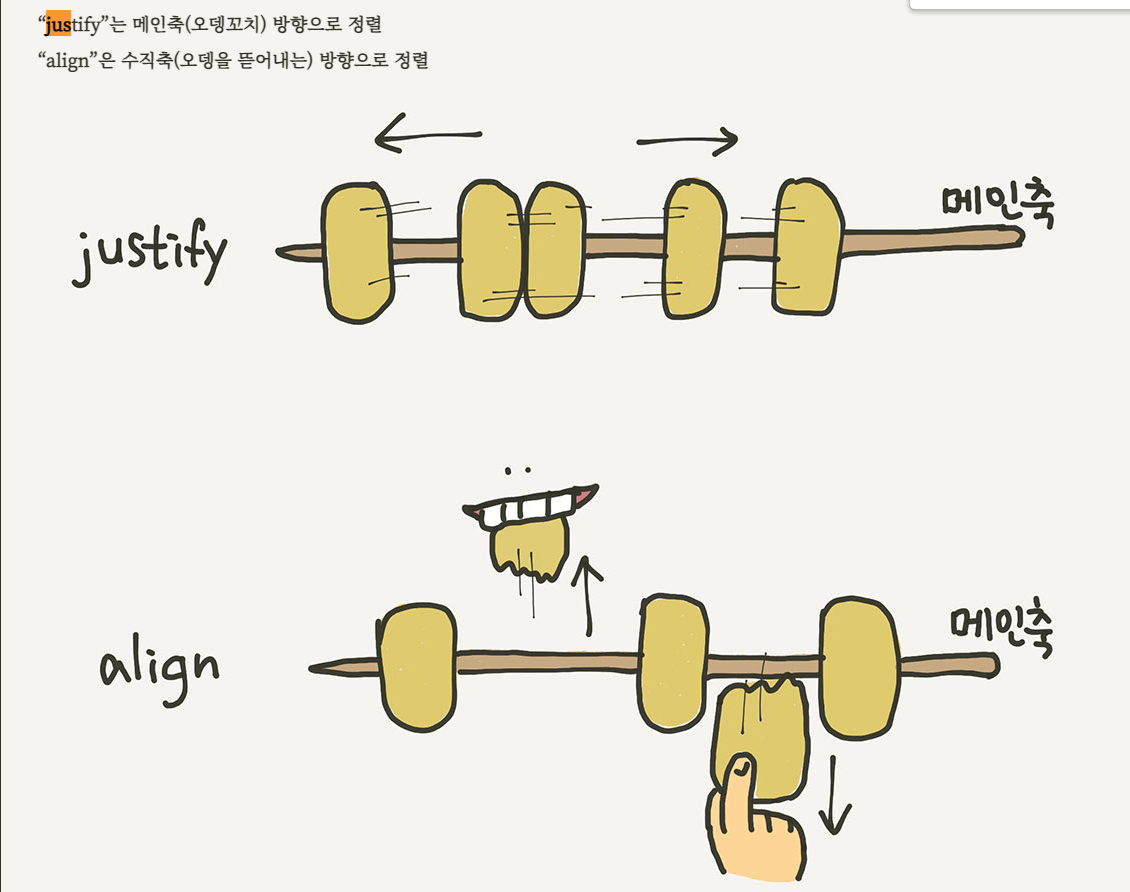 “justify”는 메인축(오뎅꼬치) 방향으로 정렬
“align”은 수직축(오뎅을 뜯어내는) 방향으로 정렬
메인축
justify
메인축
align